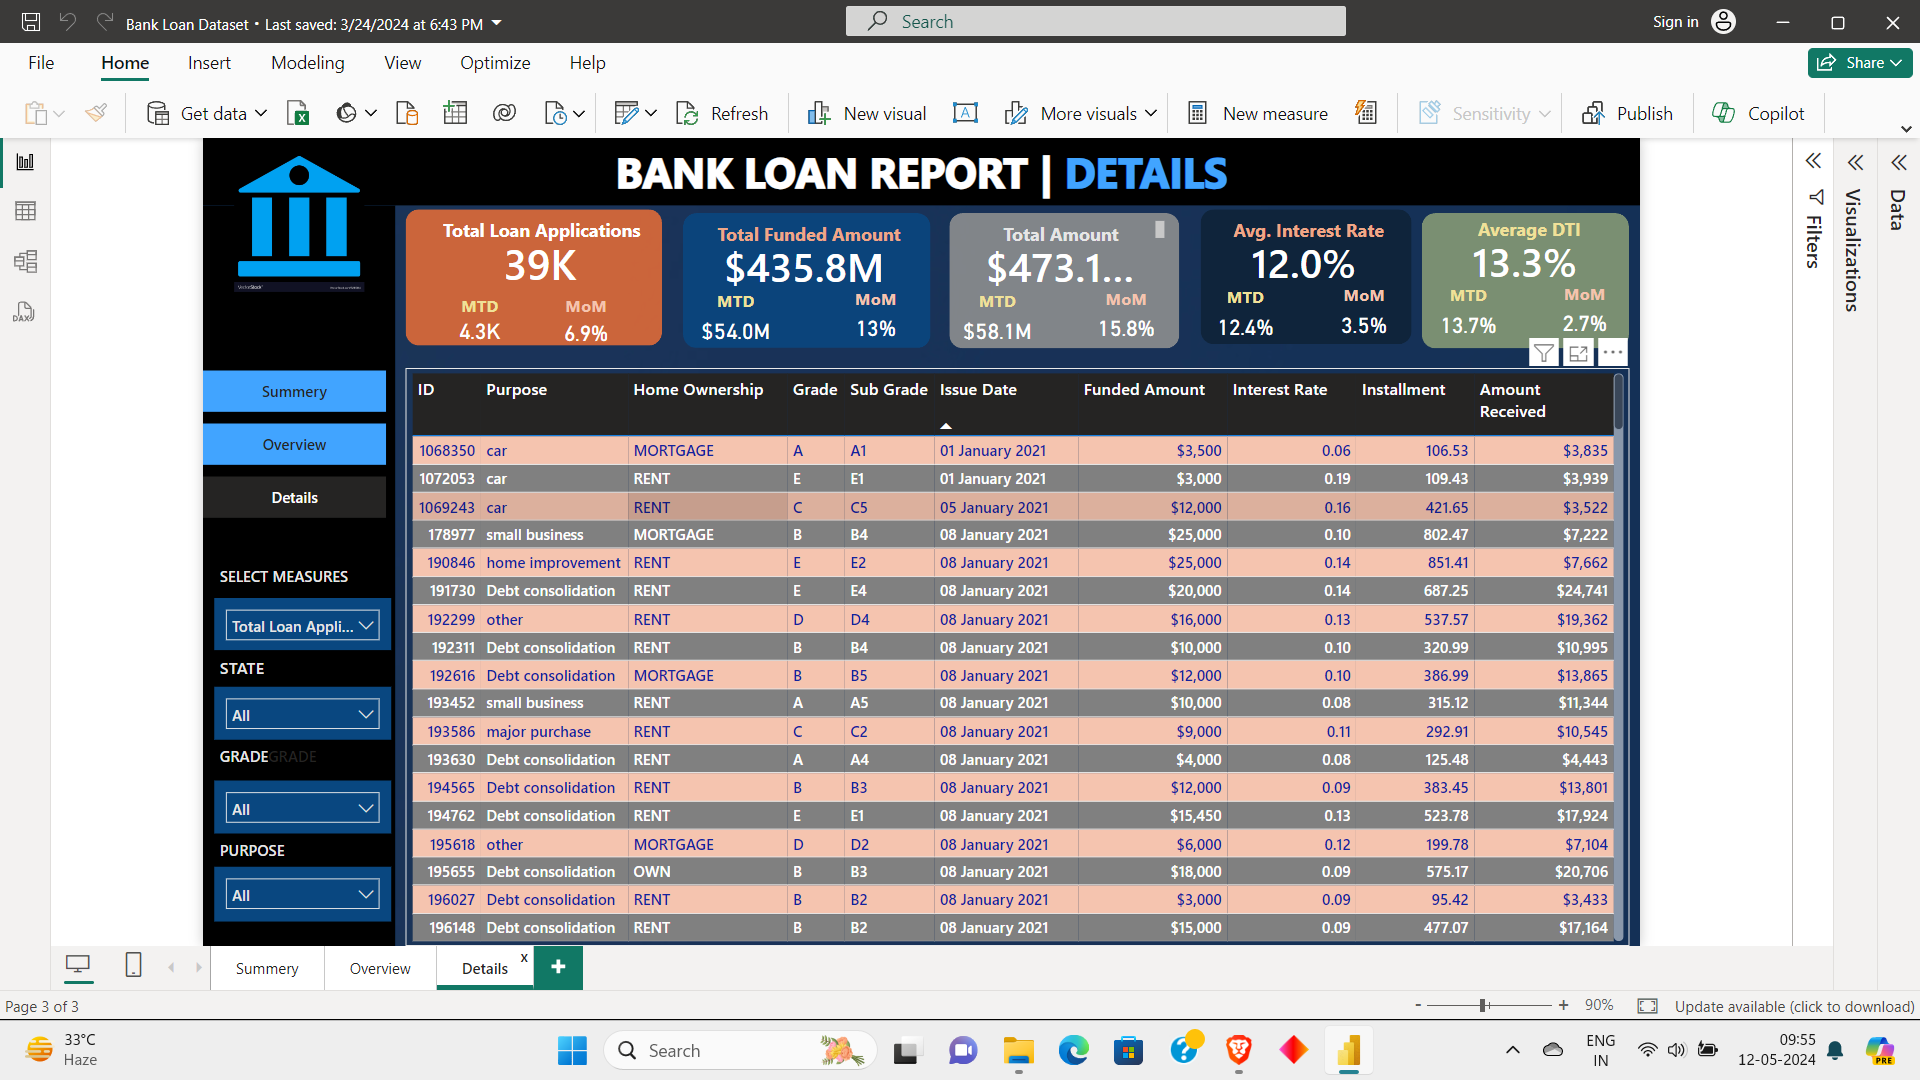 Bank Loan Dataset • Last saved: 3/24/2024 at 6:43 PM
Search
Sign in
File Home Insert Modeling View Optimize Help
Share
Get data
Refresh
New visual
A
More visuals
New measure
Sensitivity
Publish
Copilot
DAX
BANK LOAN REPORT | DETAILS
Filters
Visualizations
Data
VectorStock
Total Loan Applications
39K
MTD MoM
4.3K 6.9%
Total Funded Amount
$435.8M
MTD MoM
$54.0M 13%
Total Amount
$473.1...
MTD MoM
$58.1M 15.8%
Avg. Interest Rate
12.0%
MTD MoM
12.4% 3.5%
Average DTI
13.3%
MTD MoM
13.7% 2.7%
Summery
Overview
Details
SELECT MEASURES
Total Loan Appli...
STATE
All
GRADEGRADE
All
PURPOSE
All
ID Purpose Home Ownership Grade Sub Grade Issue Date Funded Amount Interest Rate Installment Amount Received
1068350 car MORTGAGE A A1 01 January 2021 $3,500 0.06 106.53 $3,835
1072053 car RENT E E1 01 January 2021 $3,000 0.19 109.43 $3,939
1069243 car RENT C C5 05 January 2021 $12,000 0.16 421.65 $3,522
178977 small business MORTGAGE B B4 08 January 2021 $25,000 0.10 802.47 $7,222
190846 home improvement RENT E E2 08 January 2021 $25,000 0.14 851.41 $7,662
191730 Debt consolidation RENT E E4 08 January 2021 $20,000 0.14 687.25 $24,741
192299 other RENT D D4 08 January 2021 $16,000 0.13 537.57 $19,362
192311 Debt consolidation RENT B B4 08 January 2021 $10,000 0.10 320.99 $10,995
192616 Debt consolidation MORTGAGE B B5 08 January 2021 $12,000 0.10 386.99 $13,865
193452 small business RENT A A5 08 January 2021 $10,000 0.08 315.12 $11,344
193586 major purchase RENT C C2 08 January 2021 $9,000 0.11 292.91 $10,545
193630 Debt consolidation RENT A A4 08 January 2021 $4,000 0.08 125.48 $4,443
194565 Debt consolidation RENT B B3 08 January 2021 $12,000 0.09 383.45 $13,801
194762 Debt consolidation RENT E E1 08 January 2021 $15,450 0.13 523.78 $17,924
195618 other MORTGAGE D D2 08 January 2021 $6,000 0.12 199.78 $7,104
195655 Debt consolidation OWN B B3 08 January 2021 $18,000 0.09 575.17 $20,706
196027 Debt consolidation RENT B B2 08 January 2021 $3,000 0.09 95.42 $3,433
196148 Debt consolidation RENT B B2 08 January 2021 $15,000 0.09 477.07 $17,164
Summery Overview Details x +
Page 3 of 3
- + 90%
Update available (click to download)
33°C
Haze
Search
ENG
IN
09:55
12-05-2024
PRE